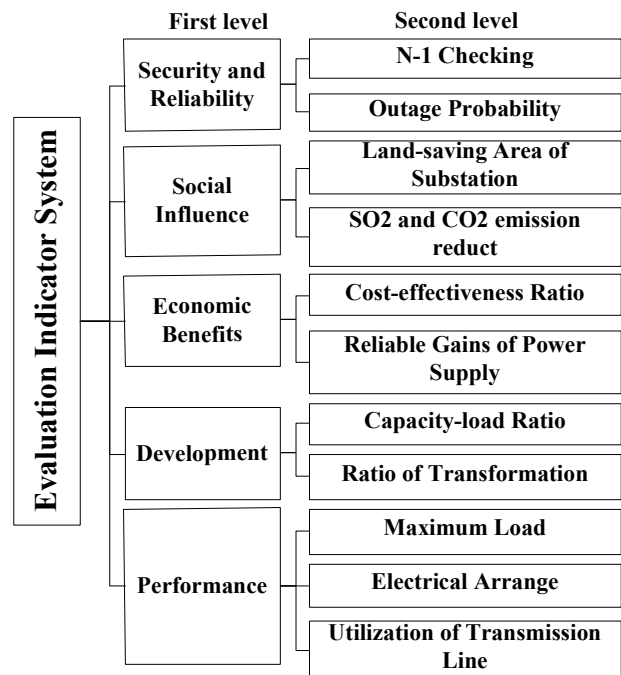 First level
Second level
Evaluation Indicator System
Security and
Reliability
N-1 Checking
Outage Probability
Social
Influence
Land-saving Area of
Substation
SO2 and CO2 emission
reduct
Economic
Benefits
Cost-effectiveness Ratio
Reliable Gains of Power
Supply
Development
Capacity-load Ratio
Ratio of Transformation
Performance
Maximum Load
Electrical Arrange
Utilization of Transmission
Line